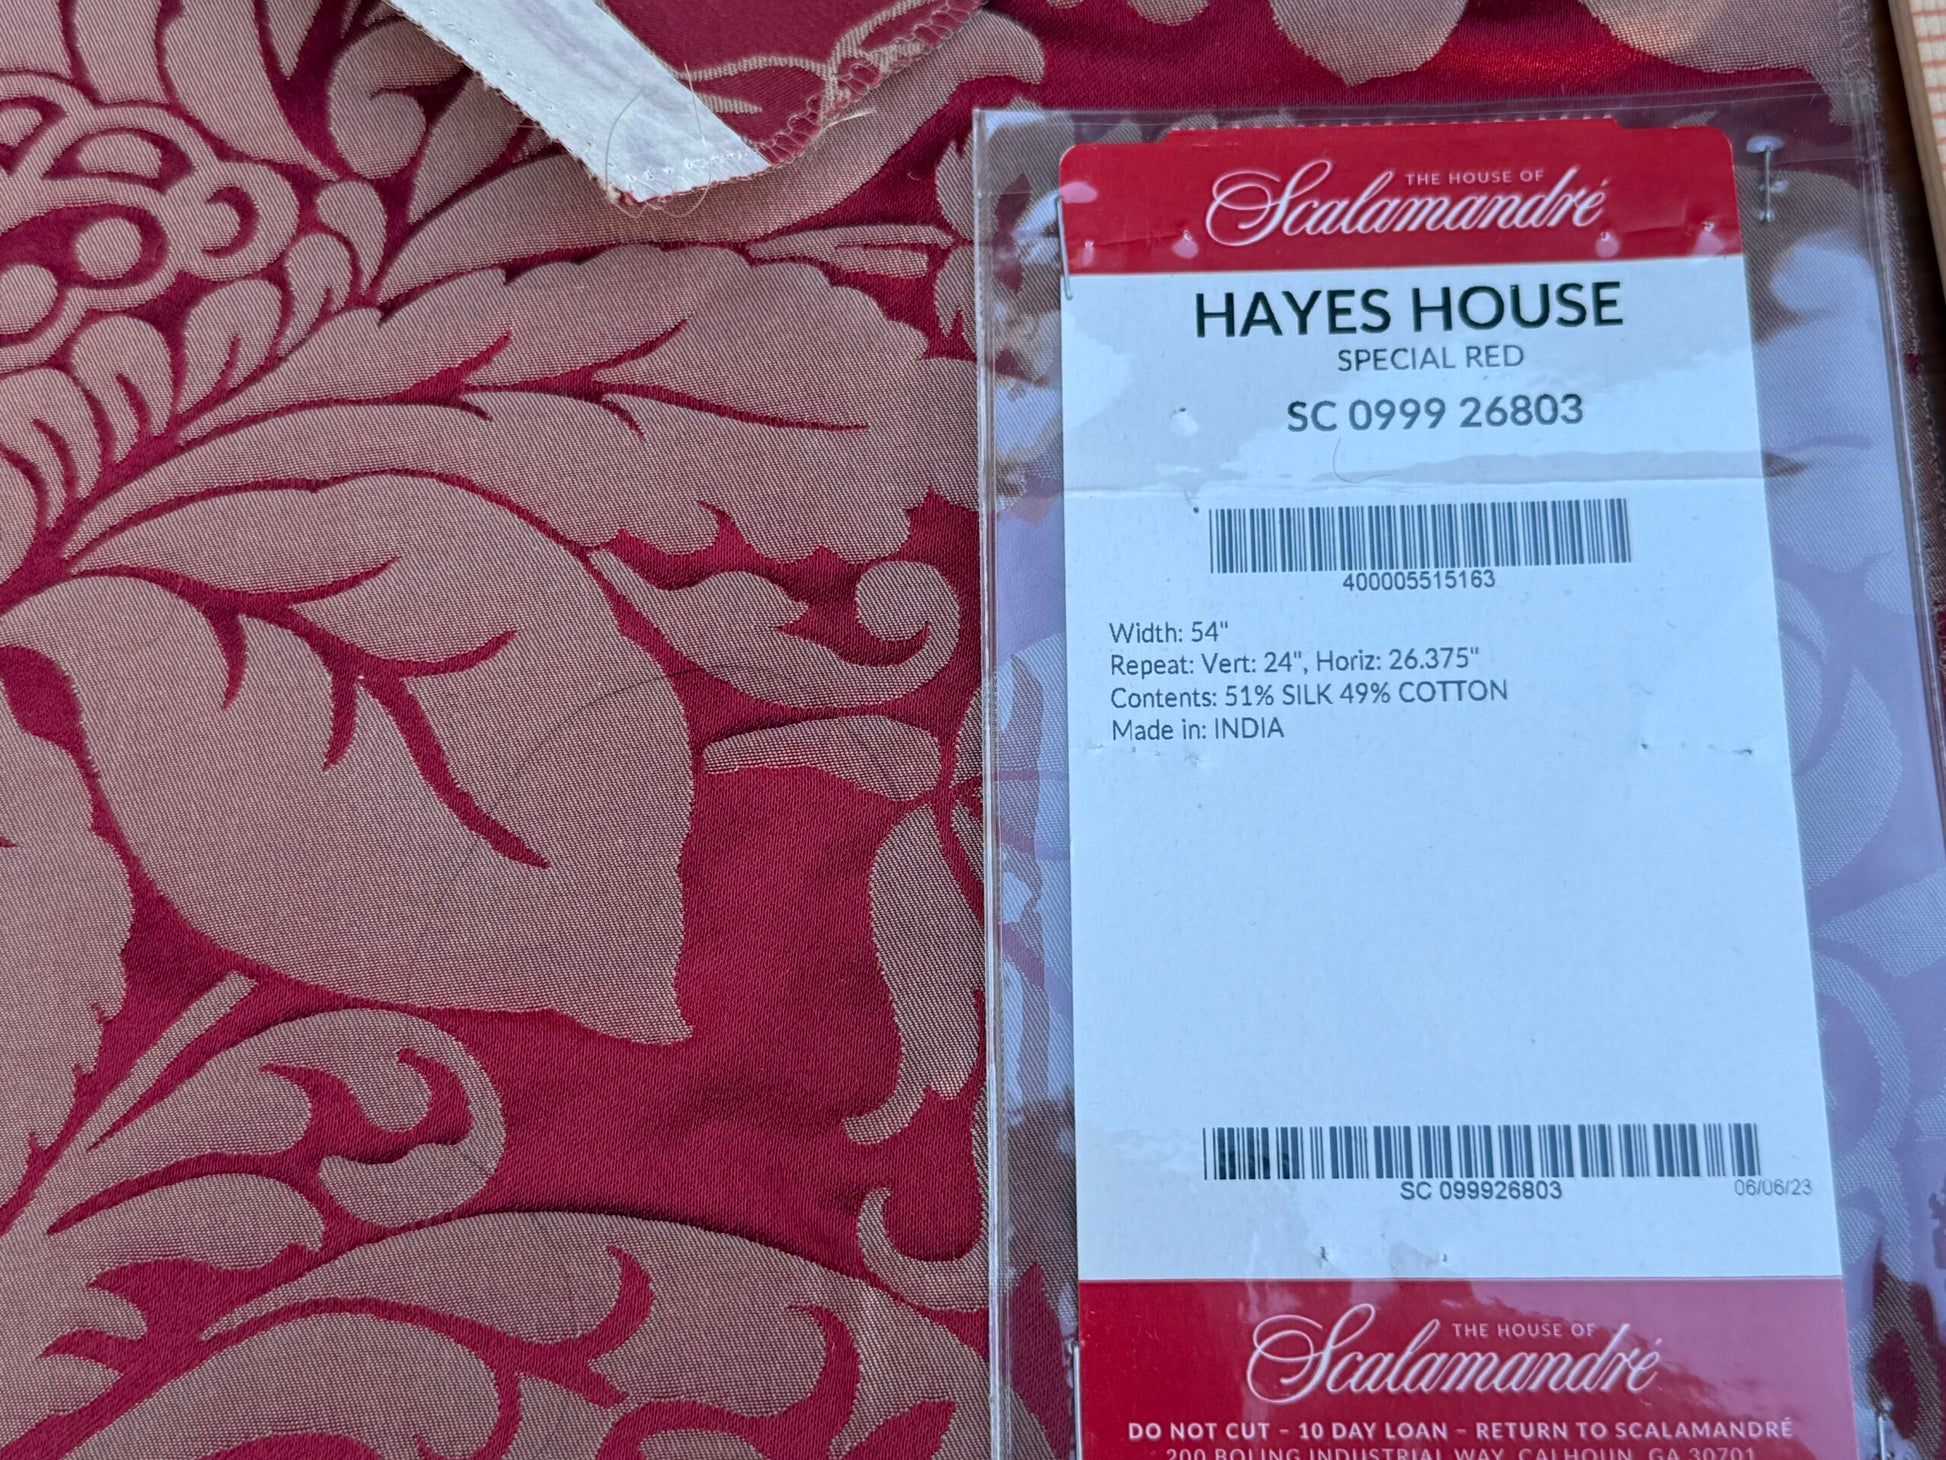 THE HOUSE OF
Scalamandré
HAYES HOUSE
SPECIAL RED
SC 0999 26803
400005515163
Width: 54"
Repeat: Vert: 24", Horiz: 26.375"
Contents: 51% SILK 49% COTTON
Made in: INDIA
SC 099926803
06/06/23
THE HOUSE OF
Scalamandré
DO NOT CUT – 10 DAY LOAN – RETURN TO SCALAMANDRÉ
200 BOLING INDUSTRIAL WAY, CALHOUN, GA 30701